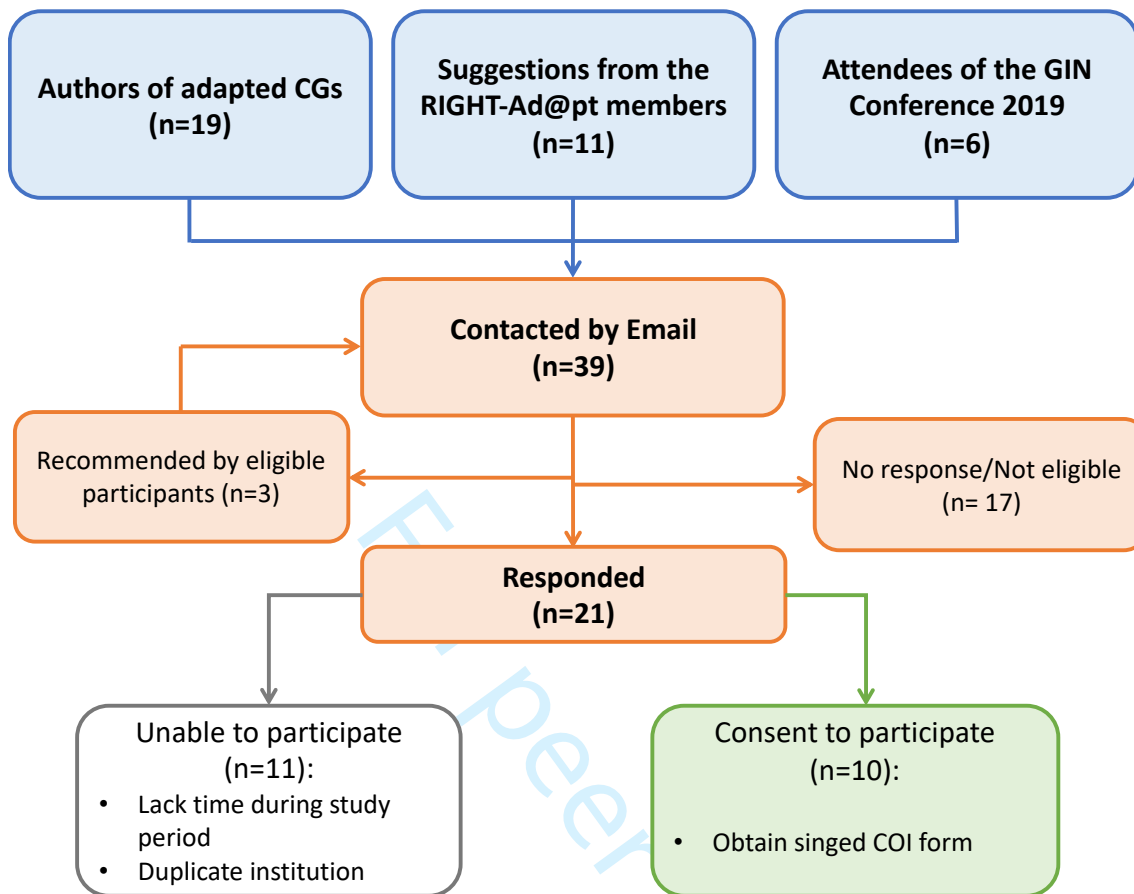 Authors of adapted CGs
(n=19)
Suggestions from the
RIGHT-Ad@pt members
(n=11)
Attendees of the GIN
Conference 2019
(n=6)
Contacted by Email
(n=39)
Recommended by eligible
participants (n=3)
No response/Not eligible
(n= 17)
Responded
(n=21)
Unable to participate
(n=11):
• Lack time during study
period
• Duplicate institution
Consent to participate
(n=10):
• Obtain singed COI form
peer